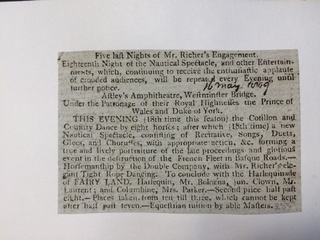 Five last Nights of Mr. Richer's Engagement.
Eighteenth Night of the Nautical Spectacle, and other Entertain-
ments, which, continuing to receive the enthusiastic applause
of crouded audiences, will be repeated every Evening until
further notice.
16 May, 1809
Astley's Amphitheatre, Westminster Bridge,
Under the Patronage of their Royal Highnesses the Prince of
Wales and Duke of York.
THIS EVENING (18th time this season) the Cotillon and
Country Dance by eight horses; after which (18th time) a new
Nautical Spectacle, consisting of Recitative, Songs, Duets,
Glees, and Chorusses, with appropriate action, &c. forming a
true and lively portraiture of the late proceedings and glorious
event in the destruction of the French Fleet in Basque Roads.—
Horsemanship by the Double Company, with Mr. Richer's ele-
gant Tight Rope Dancing. To conclude with the Harlequinade
of FAIRY LAND. Harlequin, Mr. Bologna, jun. Clown, Mr.
Laurent; and Columbine, Mrs. Parker.—Second price half past
eight.—Places taken from ten till three, which cannot be kept
after half past seven.—Equestrian tuition by able Masters.